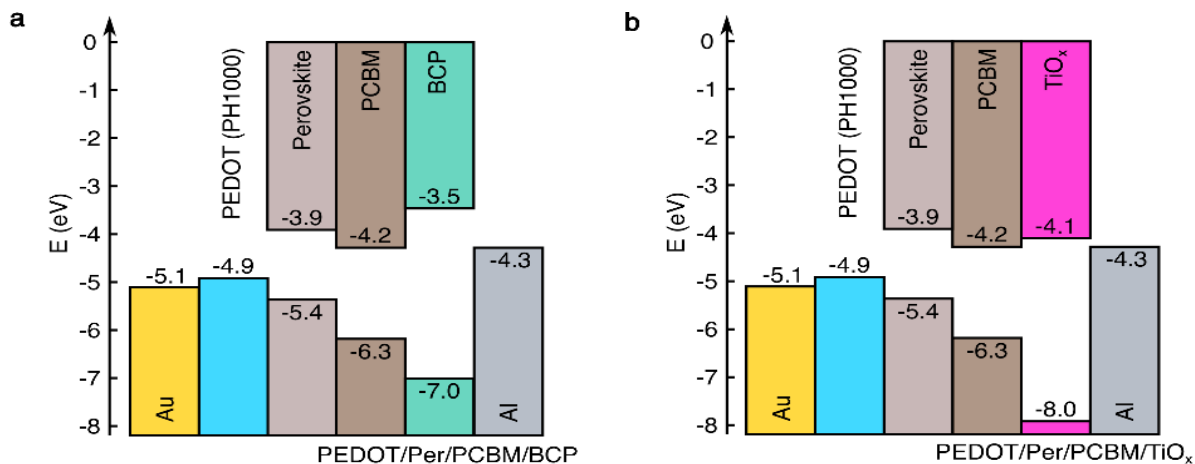 a
E (eV)
0
-1
-2
-3
-4
-5
-6
-7
-8
PEDOT (PH1000)
Perovskite
PCBM
BCP
-3.9
-4.2
-3.5
-5.1
-4.9
-5.4
-6.3
-7.0
-4.3
Au
Al
PEDOT/Per/PCBM/BCP
b
E (eV)
0
-1
-2
-3
-4
-5
-6
-7
-8
PEDOT (PH1000)
Perovskite
PCBM
TiOₓ
-3.9
-4.2
-4.1
-5.1
-4.9
-5.4
-6.3
-8.0
-4.3
Au
Al
PEDOT/Per/PCBM/TiOₓ